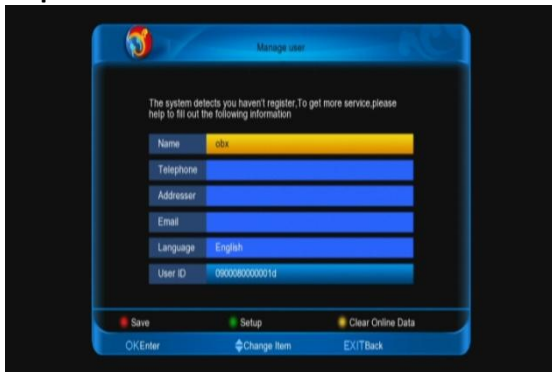 Manage user
The system detects you haven't register,To get more service,please
help to fill out the following information
Name obx
Telephone
Addresser
Email
Language English
User ID 0900080000001d
Save Setup Clear Online Data
OKEnter Change Item EXITBack